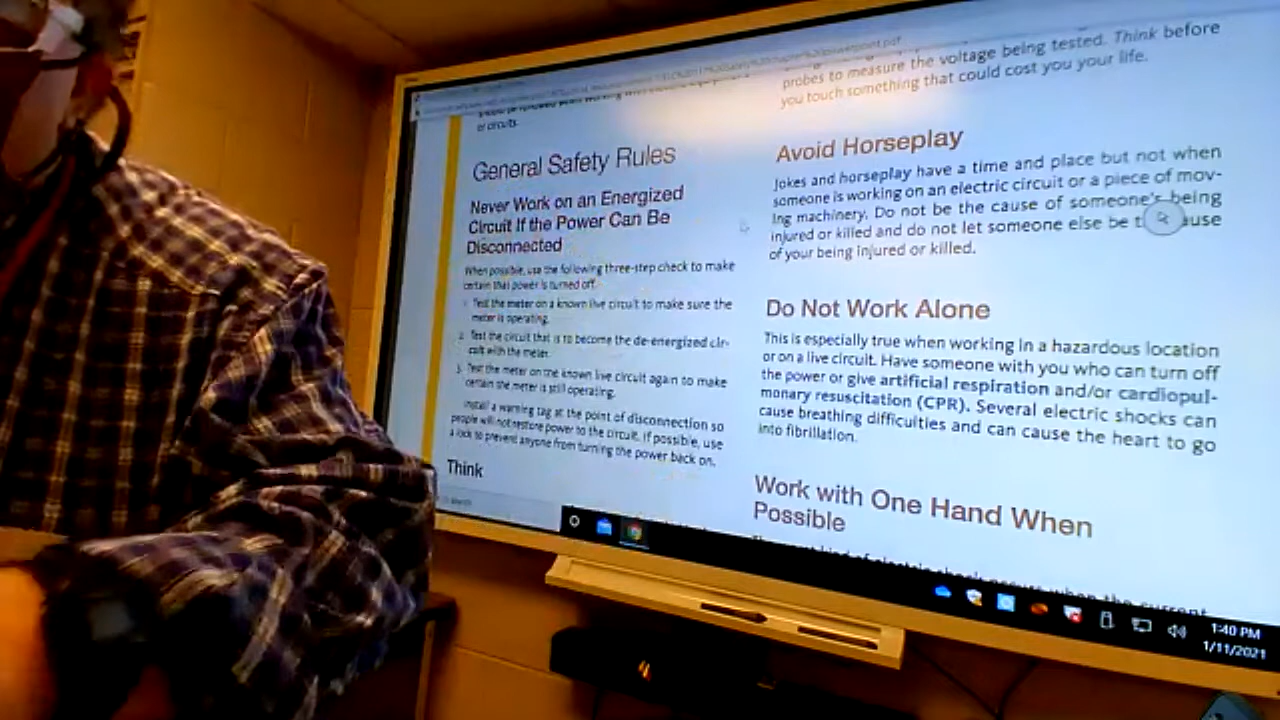 of circuits.
General Safety Rules
Never Work on an Energized
Circuit If the Power Can Be
Disconnected
When possible, use the following three-step check to make
certain that power is turned off.
1. Test the meter on a known live circuit to make sure the
meter is operating.
2. Test the circuit that is to become the de-energized cir-
cuit with the meter.
3. Test the meter on the known live circuit again to make
certain the meter is still operating.
Install a warning tag at the point of disconnection so
people will not restore power to the circuit. If possible, use
a lock to prevent anyone from turning the power back on.
Think
probes to measure the voltage being tested. Think before
you touch something that could cost you your life.
Avoid Horseplay
Jokes and horseplay have a time and place but not when
someone is working on an electric circuit or a piece of mov-
ing machinery. Do not be the cause of someone's being
injured or killed and do not let someone else be the cause
of your being injured or killed.
Do Not Work Alone
This is especially true when working in a hazardous location
or on a live circuit. Have someone with you who can turn off
the power or give artificial respiration and/or cardiopul-
monary resuscitation (CPR). Several electric shocks can
cause breathing difficulties and can cause the heart to go
into fibrillation.
Work with One Hand When
Possible
1:40 PM
1/11/2021